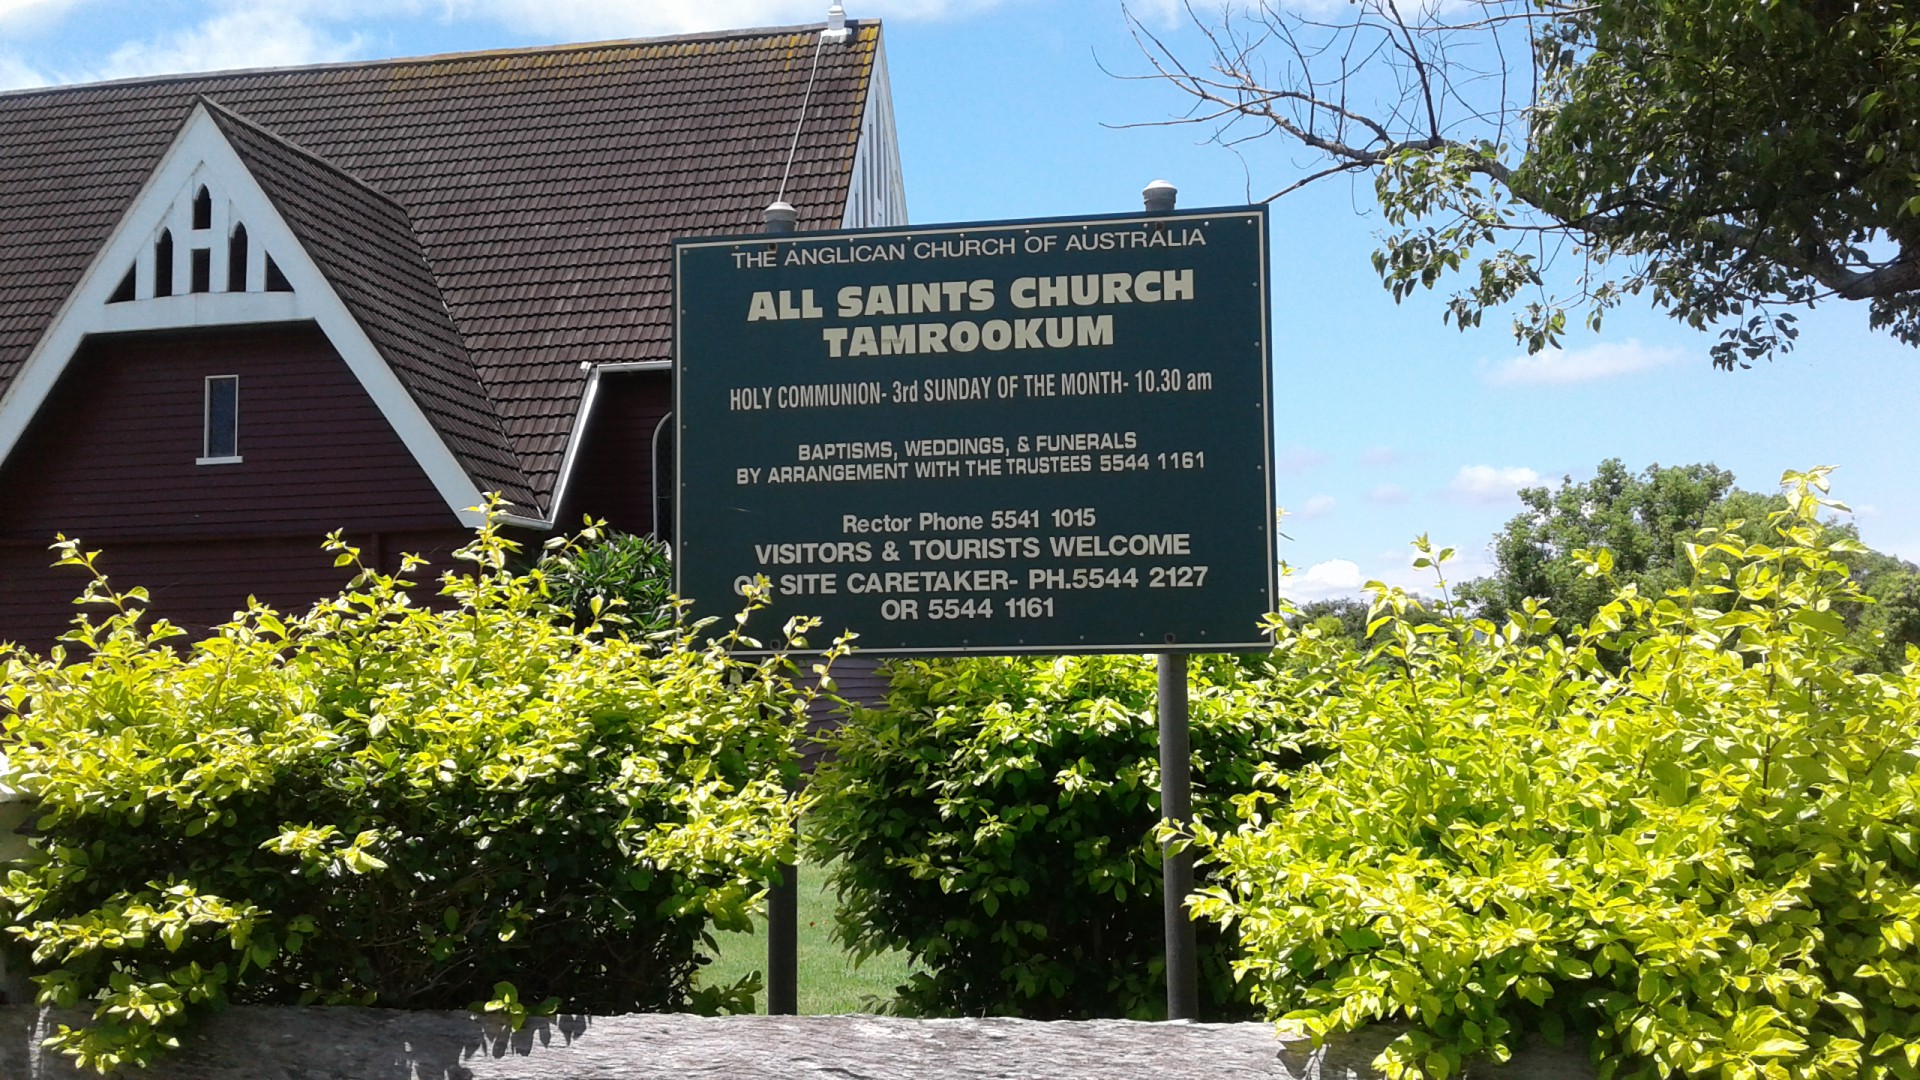 THE ANGLICAN CHURCH OF AUSTRALIA
ALL SAINTS CHURCH
TAMROOKUM
HOLY COMMUNION- 3rd SUNDAY OF THE MONTH- 10.30 am
BAPTISMS, WEDDINGS, & FUNERALS
BY ARRANGEMENT WITH THE TRUSTEES 5544 1161
Rector Phone 5541 1015
VISITORS & TOURISTS WELCOME
ON SITE CARETAKER- PH.5544 2127
OR 5544 1161